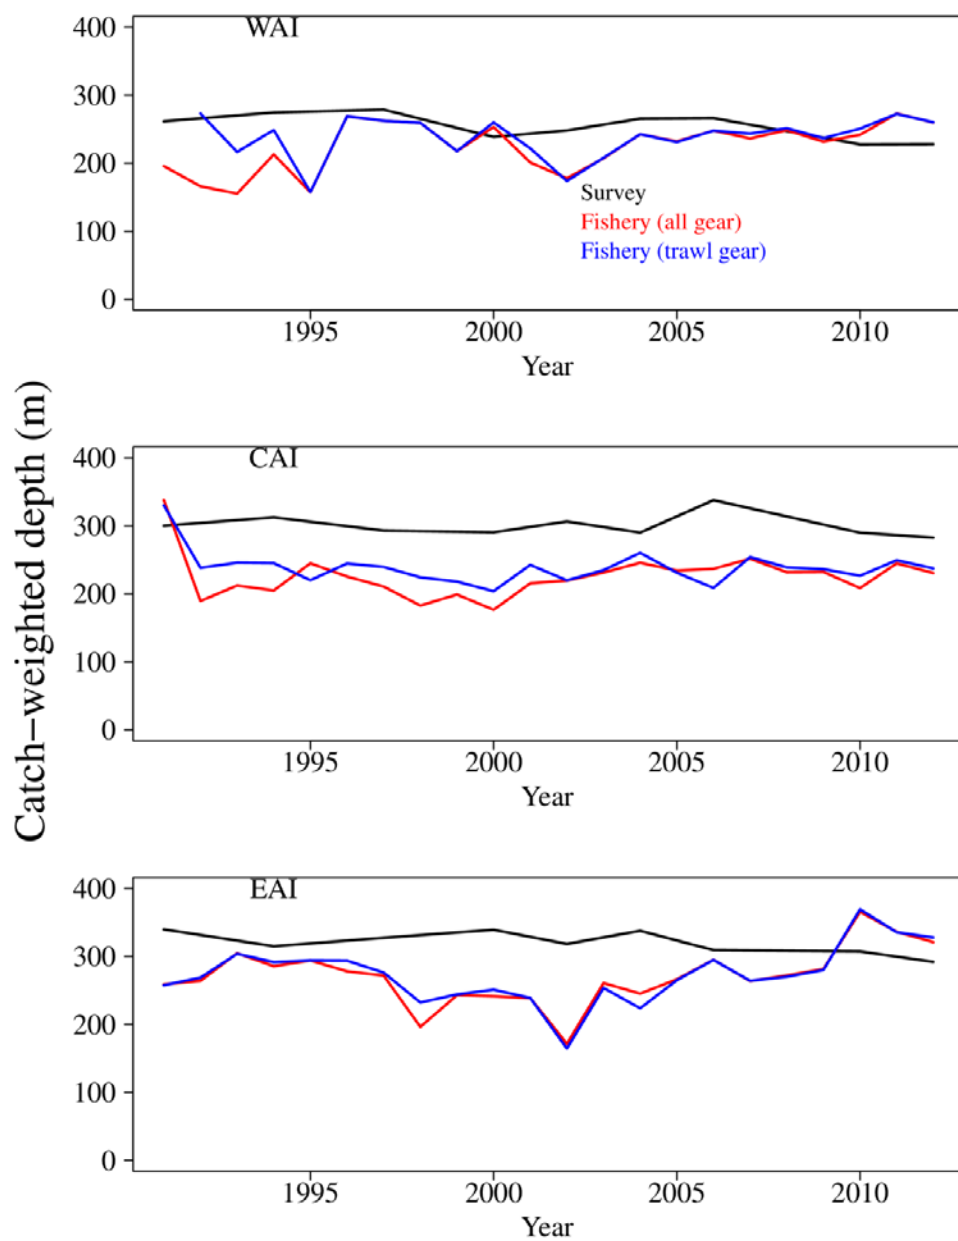 Catch−weighted depth (m)
WAI
400
300
200
100
0
Survey
Fishery (all gear)
Fishery (trawl gear)
1995 2000 2005 2010
Year
CAI
400
300
200
100
0
1995 2000 2005 2010
Year
EAI
400
300
200
100
0
1995 2000 2005 2010
Year